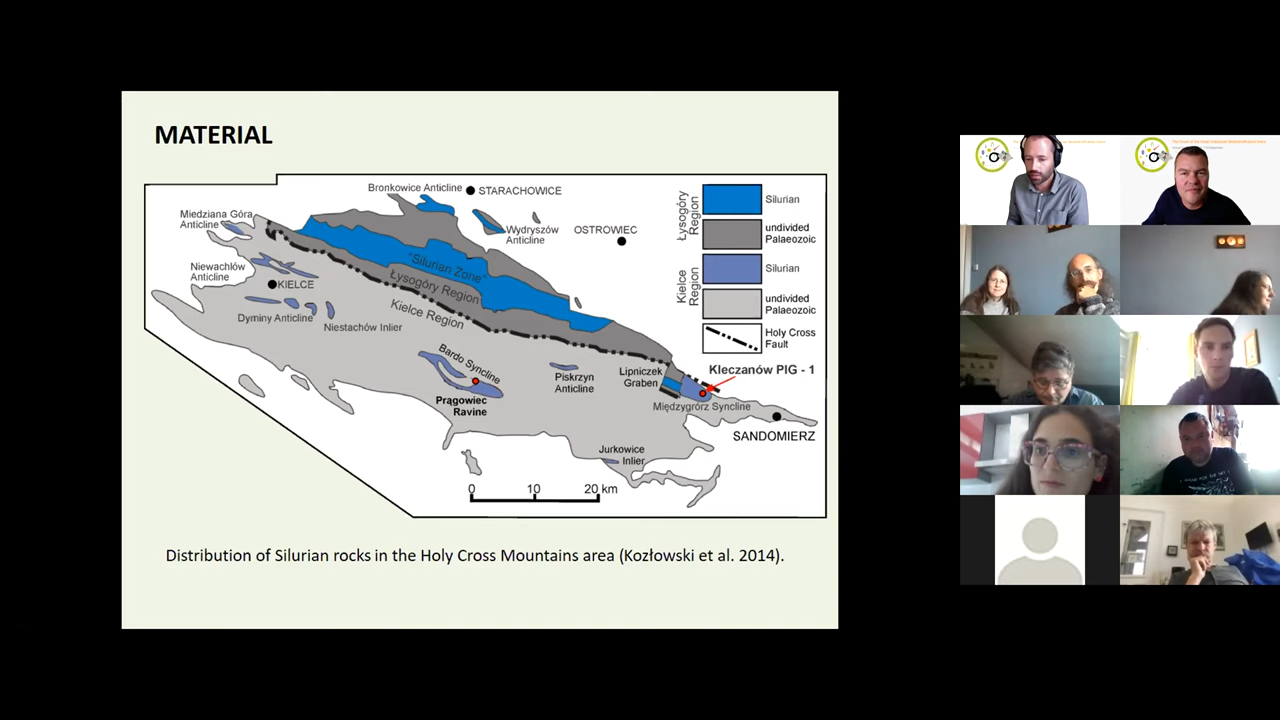 MATERIAL
Bronkowice Anticline
STARACHOWICE
Miedziana Góra
Anticline
Wydryszów
Anticline
OSTROWIEC
Niewachlów
Anticline
KIELCE
"Silurian Zone"
Łysogóry Region
Kielce Region
Dyminy Anticline
Niestachów Inlier
Bardo Syncline
Prągowiec
Ravine
Piskrzyn
Anticline
Lipniczek
Graben
Kleczanów PIG - 1
Międzygrórz Syncline
SANDOMIERZ
Jurkowice
Inlier
0 10 20 km
Łysogóry
Region
Silurian
undivided
Palaeozoic
Kielce
Region
Silurian
undivided
Palaeozoic
Holy Cross
Fault
Distribution of Silurian rocks in the Holy Cross Mountains area (Kozłowski et al. 2014).